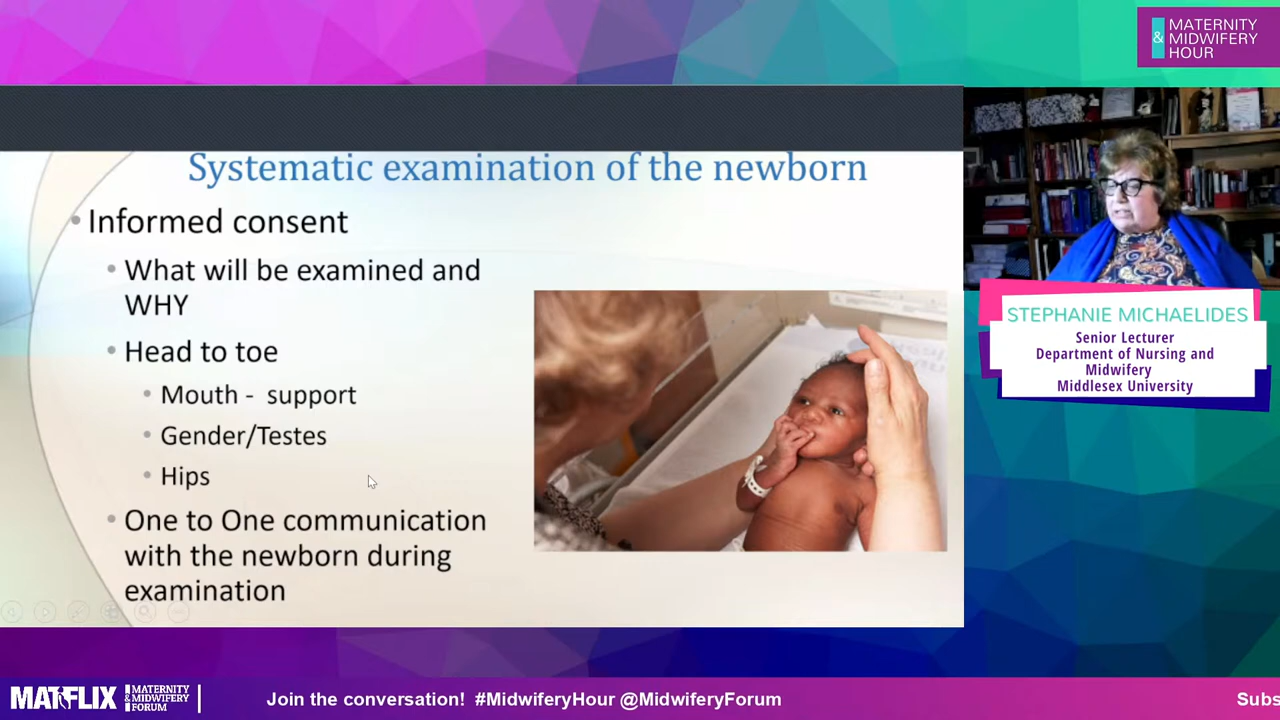 & MATERNITY
MIDWIFERY
HOUR
Systematic examination of the newborn
• Informed consent
• What will be examined and
WHY
• Head to toe
• Mouth -  support
• Gender/Testes
• Hips
• One to One communication
with the newborn during
examination
STEPHANIE MICHAELIDES
Senior Lecturer
Department of Nursing and
Midwifery
Middlesex University
MATFLIX
MATERNITY
& MIDWIFERY
FORUM
Join the conversation!  #MidwiferyHour @MidwiferyForum
Subs